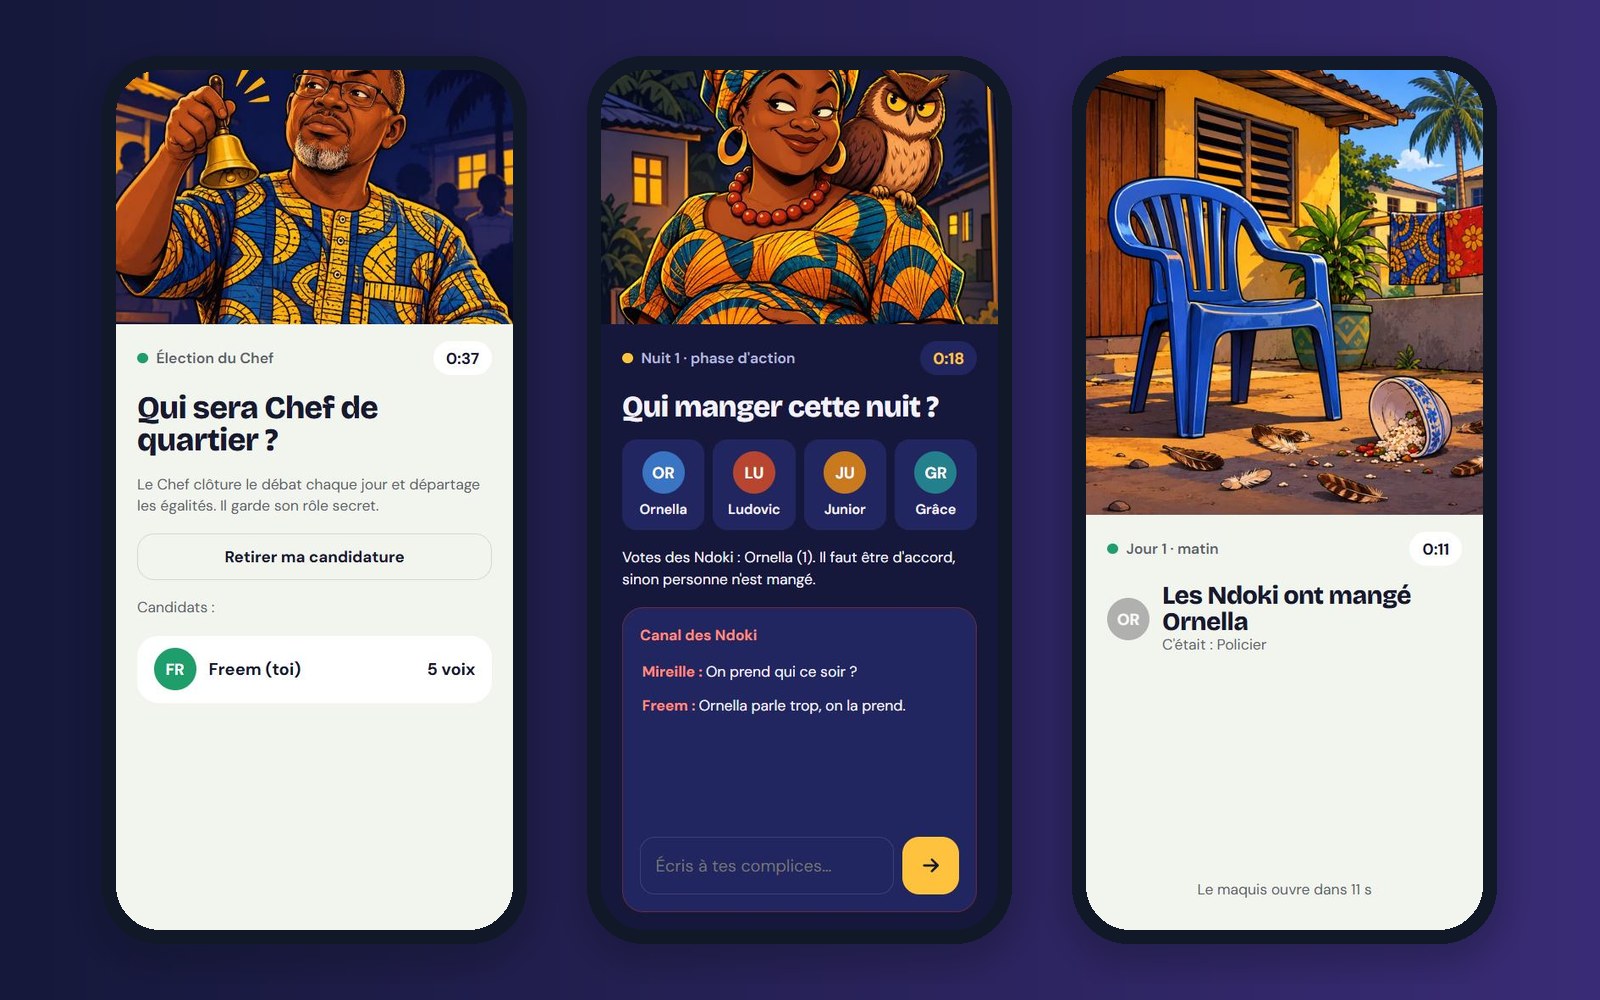 Élection du Chef
0:37
Qui sera Chef de
quartier ?
Le Chef clôture le débat chaque jour et départage
les égalités. Il garde son rôle secret.
Retirer ma candidature
Candidats :
FR
Freem (toi)
5 voix
Nuit 1 · phase d'action
0:18
Qui manger cette nuit ?
OR
LU
JU
GR
Ornella
Ludovic
Junior
Grâce
Votes des Ndoki : Ornella (1). Il faut être d'accord,
sinon personne n'est mangé.
Canal des Ndoki
Mireille : On prend qui ce soir ?
Freem : Ornella parle trop, on la prend.
Écris à tes complices...
Jour 1 · matin
0:11
OR
Les Ndoki ont mangé
Ornella
C'était : Policier
Le maquis ouvre dans 11 s